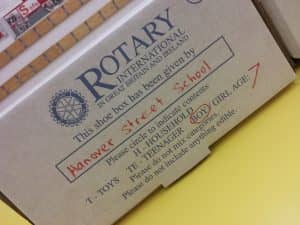 ROTARY
INTERNATIONAL
IN GREAT BRITAIN AND IRELAND
This shoe box has been given by
Hanover Street School
Please circle to indicate contents
H - HOUSEHOLD
T - TOYS TE - TEENAGER BOY GIRL AGE: 7
Please do not mix categories.
Please do not include anything edible.